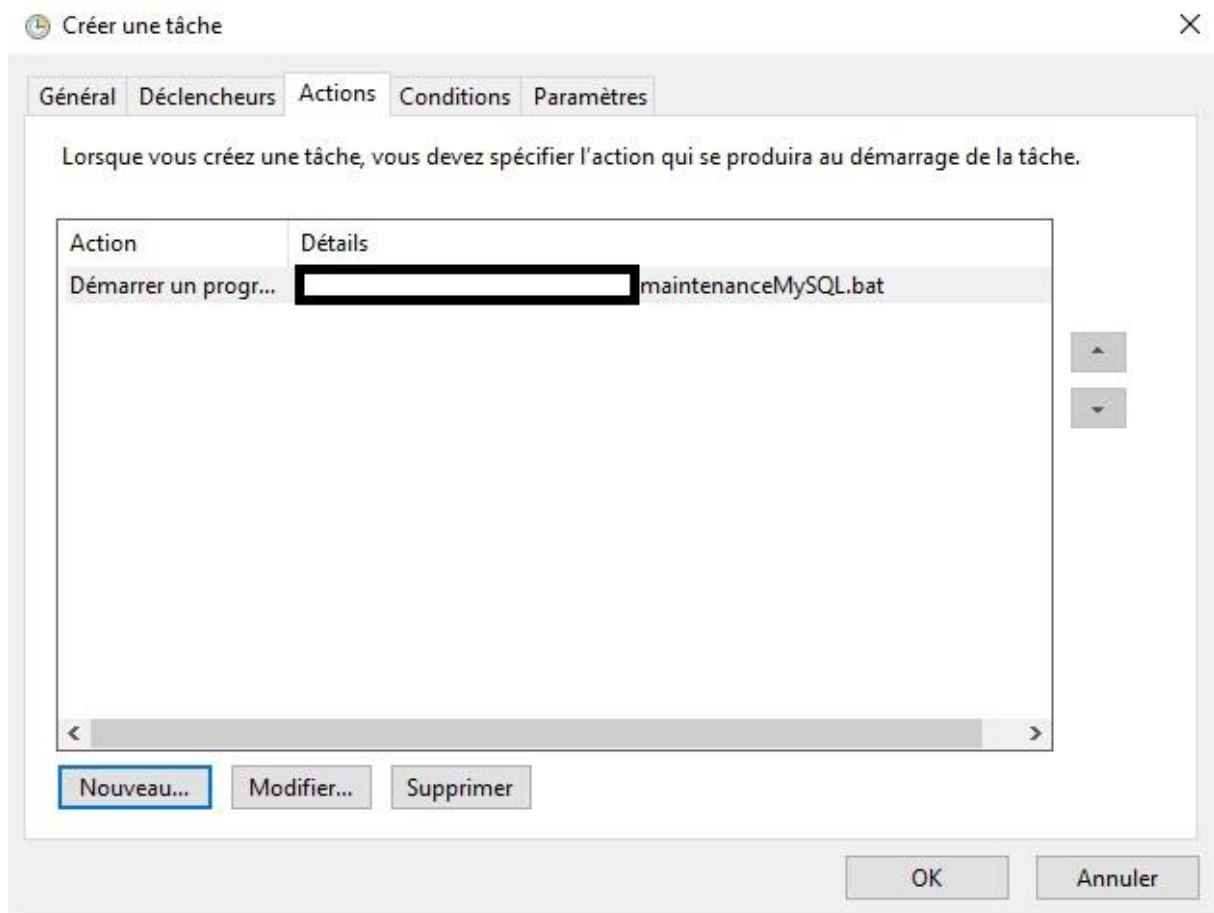 Créer une tâche
Général Déclencheurs Actions Conditions Paramètres
Lorsque vous créez une tâche, vous devez spécifier l'action qui se produira au démarrage de la tâche.
Action Détails
Démarrer un progr... maintenanceMySQL.bat
Nouveau... Modifier... Supprimer
OK Annuler